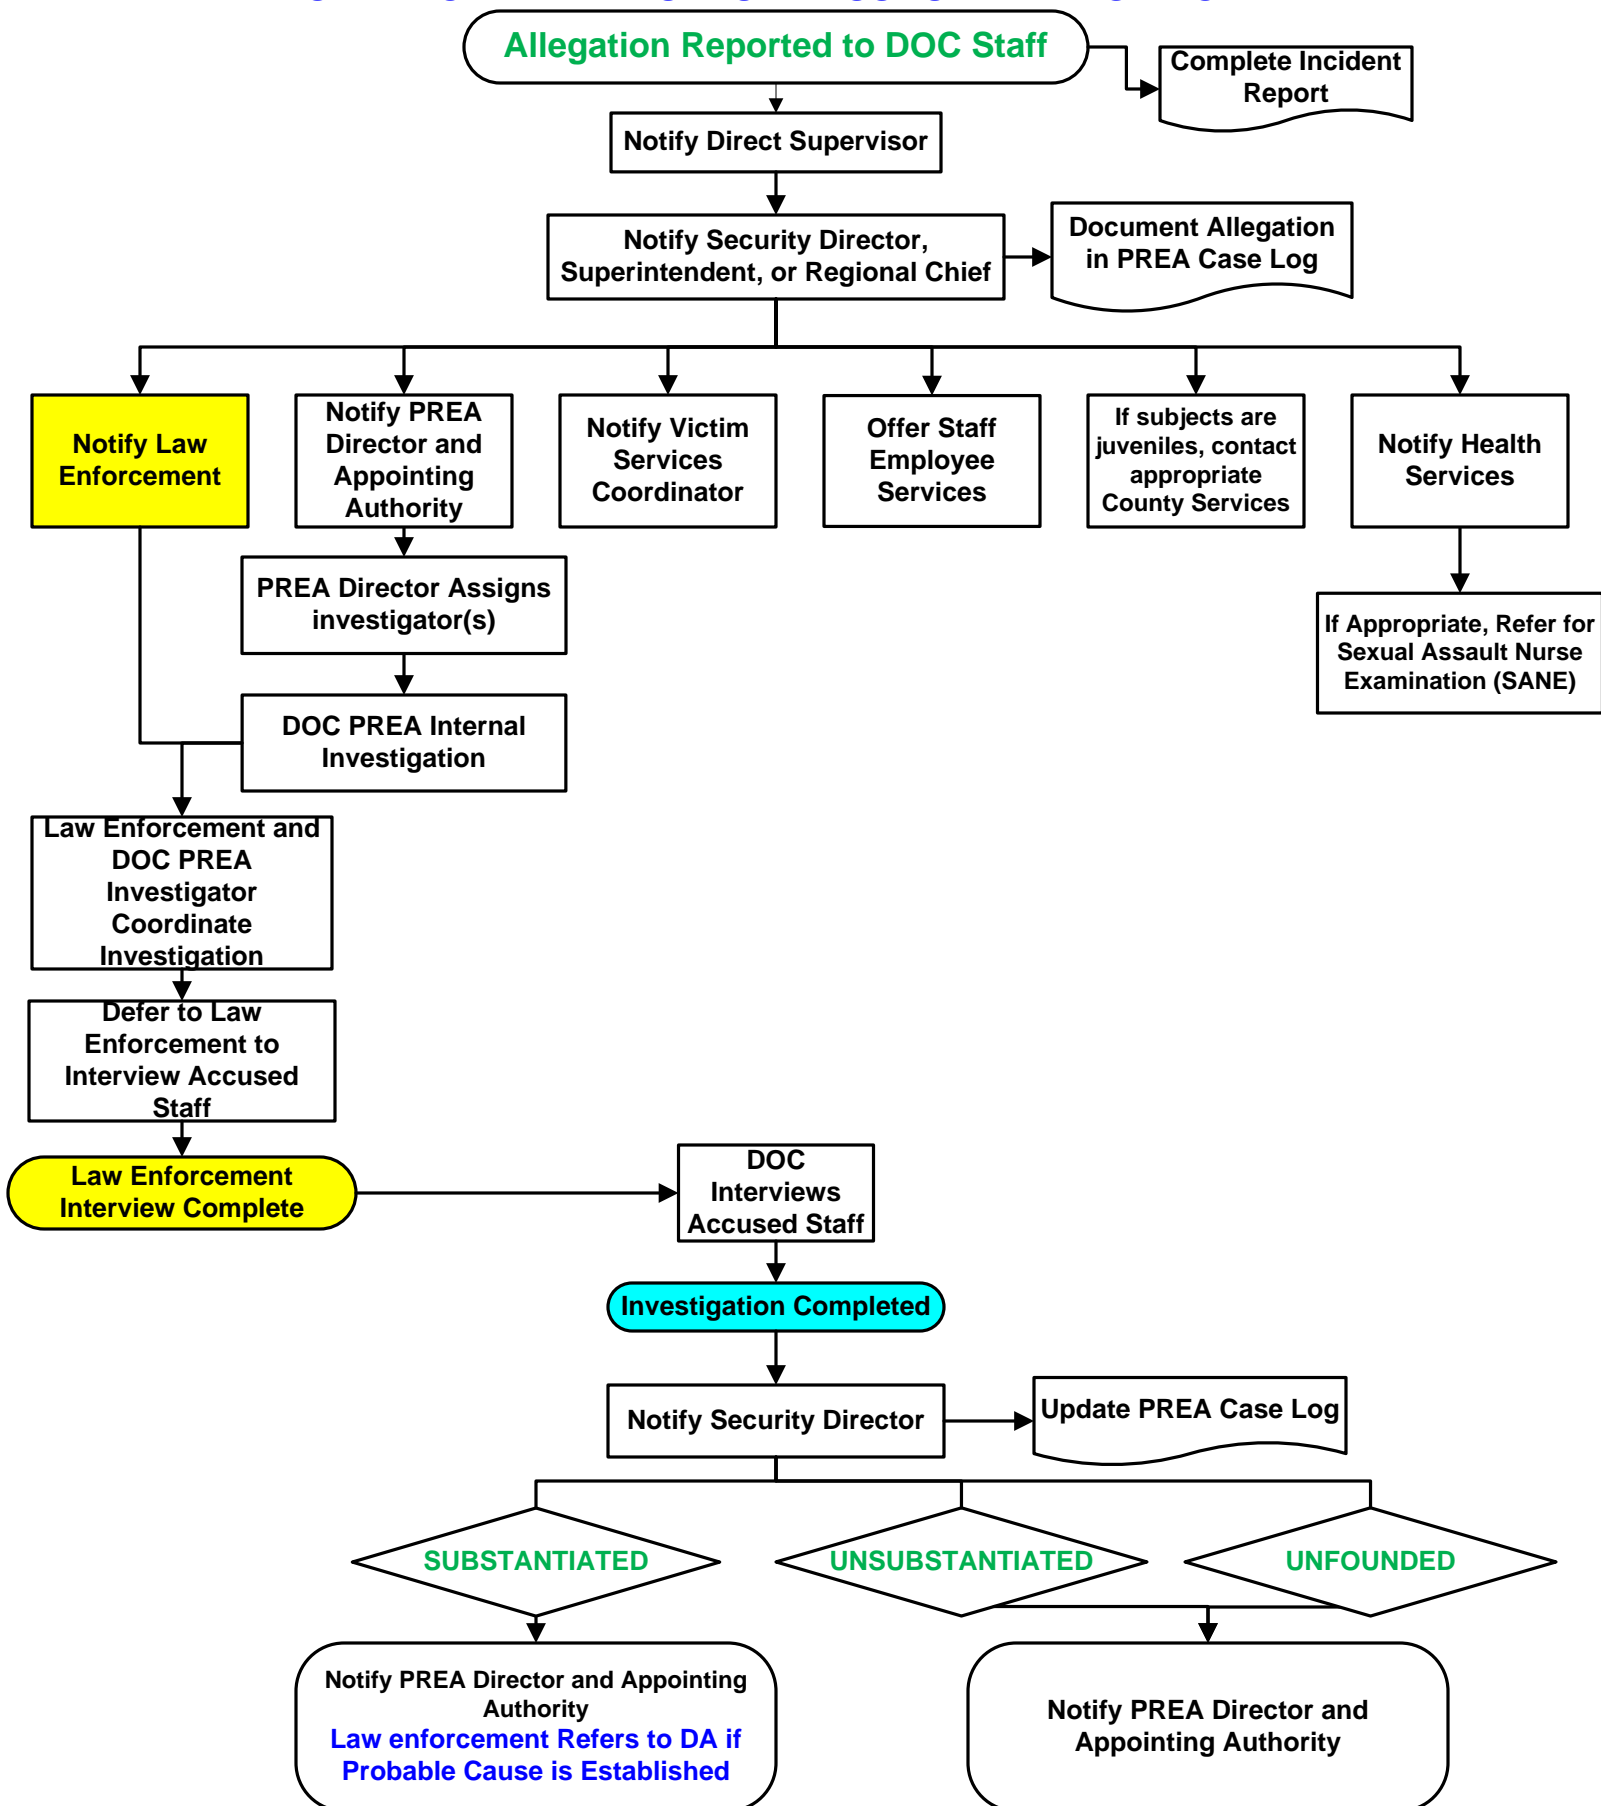 Allegation Reported to DOC Staff
Complete Incident
Report
Notify Direct Supervisor
Notify Security Director,
Superintendent, or Regional Chief
Document Allegation
in PREA Case Log
Notify Law
Enforcement
Notify PREA
Director and
Appointing
Authority
Notify Victim
Services
Coordinator
Offer Staff
Employee
Services
If subjects are
juveniles, contact
appropriate
County Services
Notify Health
Services
PREA Director Assigns
investigator(s)
If Appropriate, Refer for
Sexual Assault Nurse
Examination (SANE)
DOC PREA Internal
Investigation
Law Enforcement and
DOC PREA
Investigator
Coordinate
Investigation
Defer to Law
Enforcement to
Interview Accused
Staff
Law Enforcement
Interview Complete
DOC
Interviews
Accused Staff
Investigation Completed
Notify Security Director
Update PREA Case Log
SUBSTANTIATED
UNSUBSTANTIATED
UNFOUNDED
Notify PREA Director and Appointing
Authority
Law enforcement Refers to DA if
Probable Cause is Established
Notify PREA Director and
Appointing Authority